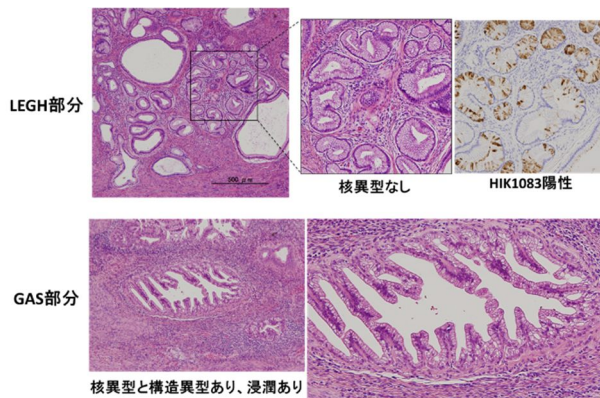 LEGH部分
500 μm
核異型なし
HIK1083陽性
GAS部分
核異型と構造異型あり、浸潤あり